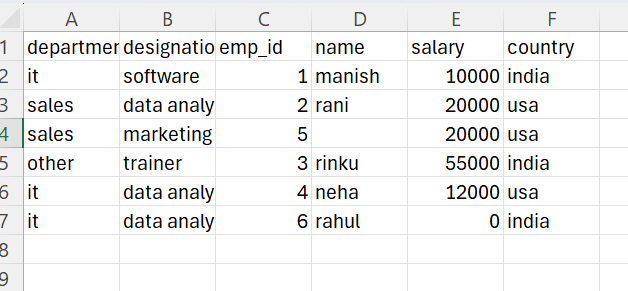 A B C D E F
1 departmer designatio emp_id name salary country
2 it software 1 manish 10000 india
3 sales data analy 2 rani 20000 usa
4 sales marketing 5 20000 usa
5 other trainer 3 rinku 55000 india
6 it data analy 4 neha 12000 usa
7 it data analy 6 rahul 0 india
8
9